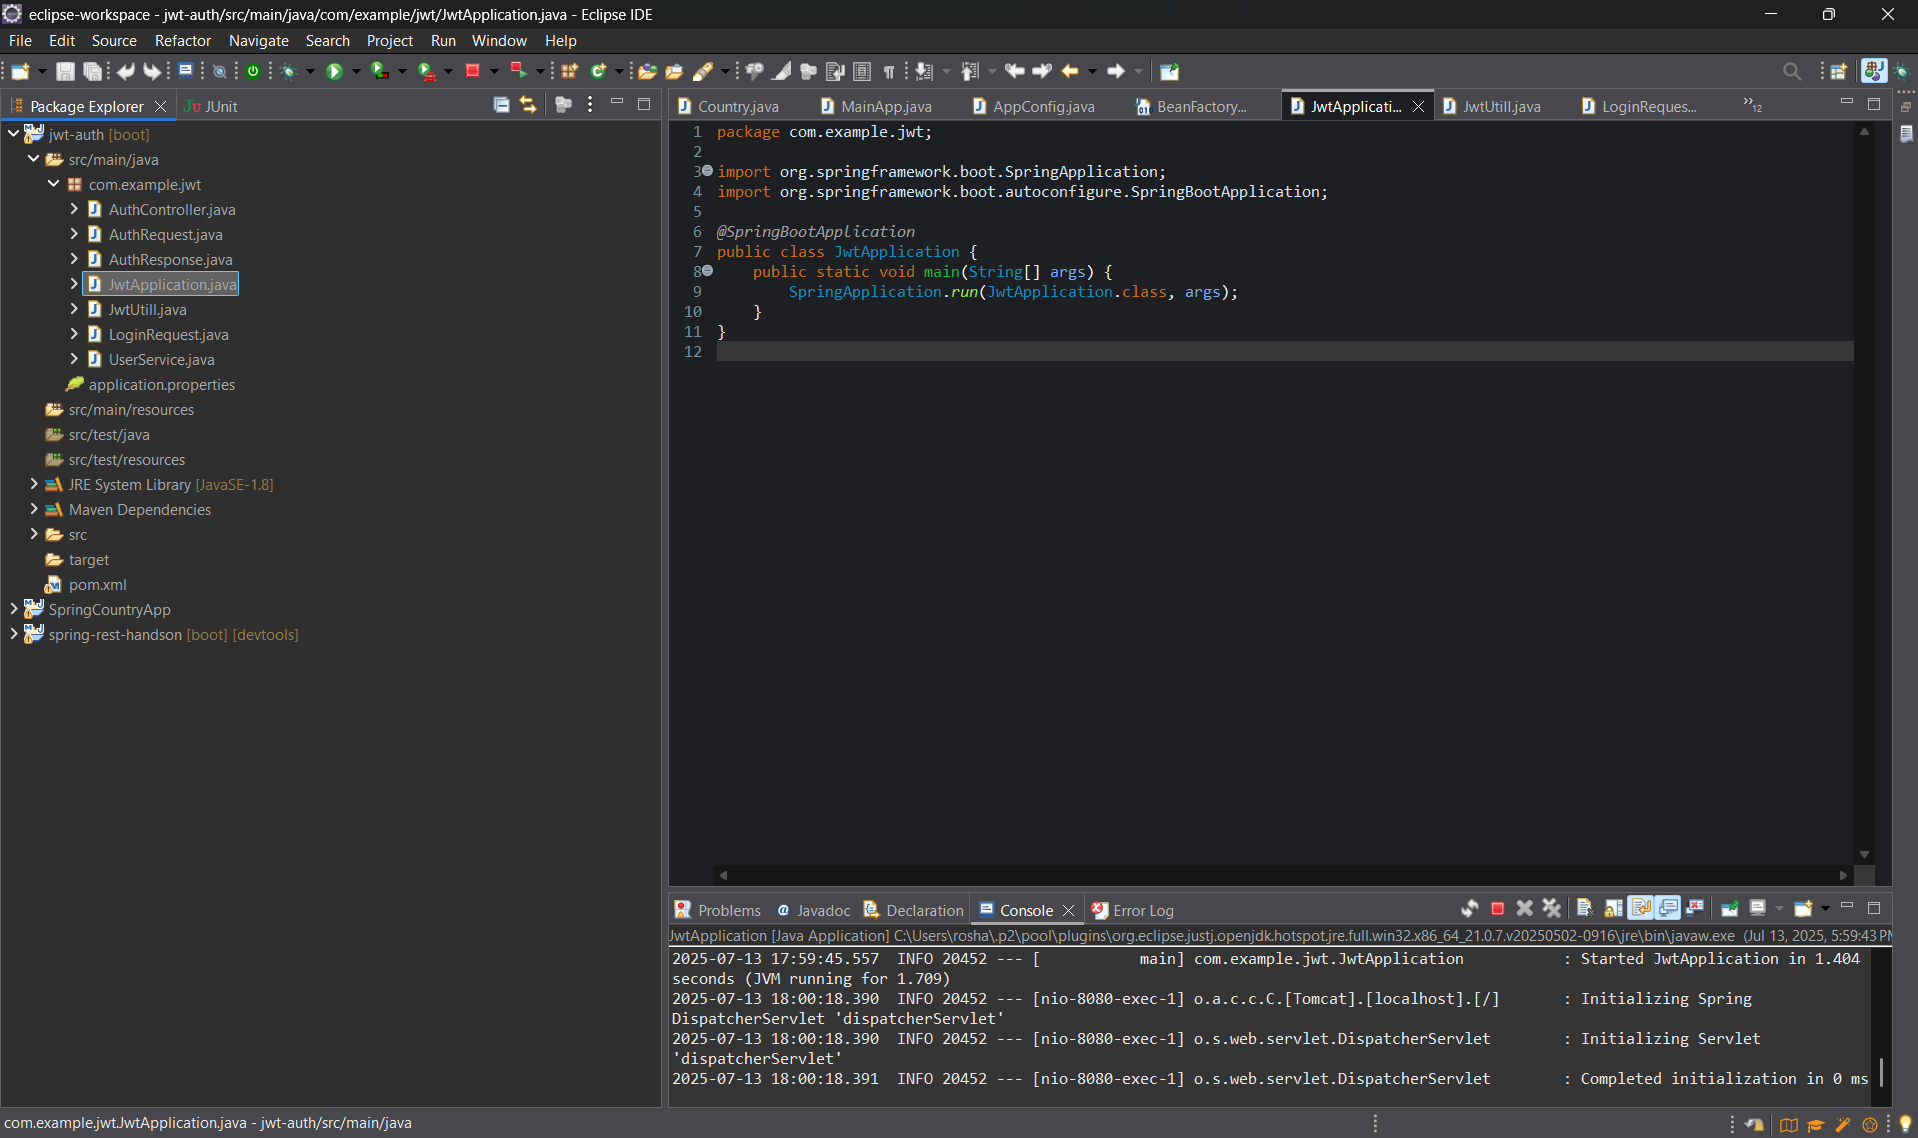 eclipse-workspace - jwt-auth/src/main/java/com/example/jwt/JwtApplication.java - Eclipse IDE
File Edit Source Refactor Navigate Search Project Run Window Help
Package Explorer JUnit
jwt-auth [boot]
src/main/java
com.example.jwt
AuthController.java
AuthRequest.java
AuthResponse.java
JwtApplication.java
JwtUtill.java
LoginRequest.java
UserService.java
application.properties
src/main/resources
src/test/java
src/test/resources
JRE System Library [JavaSE-1.8]
Maven Dependencies
src
target
pom.xml
SpringCountryApp
spring-rest-handson [boot] [devtools]
Country.java MainApp.java AppConfig.java BeanFactory... JwtApplicati... JwtUtill.java LoginReques... »12
1 package com.example.jwt;
2
3 import org.springframework.boot.SpringApplication;
4 import org.springframework.boot.autoconfigure.SpringBootApplication;
5
6 @SpringBootApplication
7 public class JwtApplication {
8 public static void main(String[] args) {
9 SpringApplication.run(JwtApplication.class, args);
10 }
11 }
12
Problems Javadoc Declaration Console Error Log
JwtApplication [Java Application] C:\Users\rosha\.p2\pool\plugins\org.eclipse.justj.openjdk.hotspot.jre.full.win32.x86_64_21.0.7.v20250502-0916\jre\bin\javaw.exe (Jul 13, 2025, 5:59:43 PM
2025-07-13 17:59:45.557 INFO 20452 --- [ main] com.example.jwt.JwtApplication : Started JwtApplication in 1.404
seconds (JVM running for 1.709)
2025-07-13 18:00:18.390 INFO 20452 --- [nio-8080-exec-1] o.a.c.c.C.[Tomcat].[localhost].[/] : Initializing Spring
DispatcherServlet 'dispatcherServlet'
2025-07-13 18:00:18.390 INFO 20452 --- [nio-8080-exec-1] o.s.web.servlet.DispatcherServlet : Initializing Servlet
'dispatcherServlet'
2025-07-13 18:00:18.391 INFO 20452 --- [nio-8080-exec-1] o.s.web.servlet.DispatcherServlet : Completed initialization in 0 ms
com.example.jwt.JwtApplication.java - jwt-auth/src/main/java